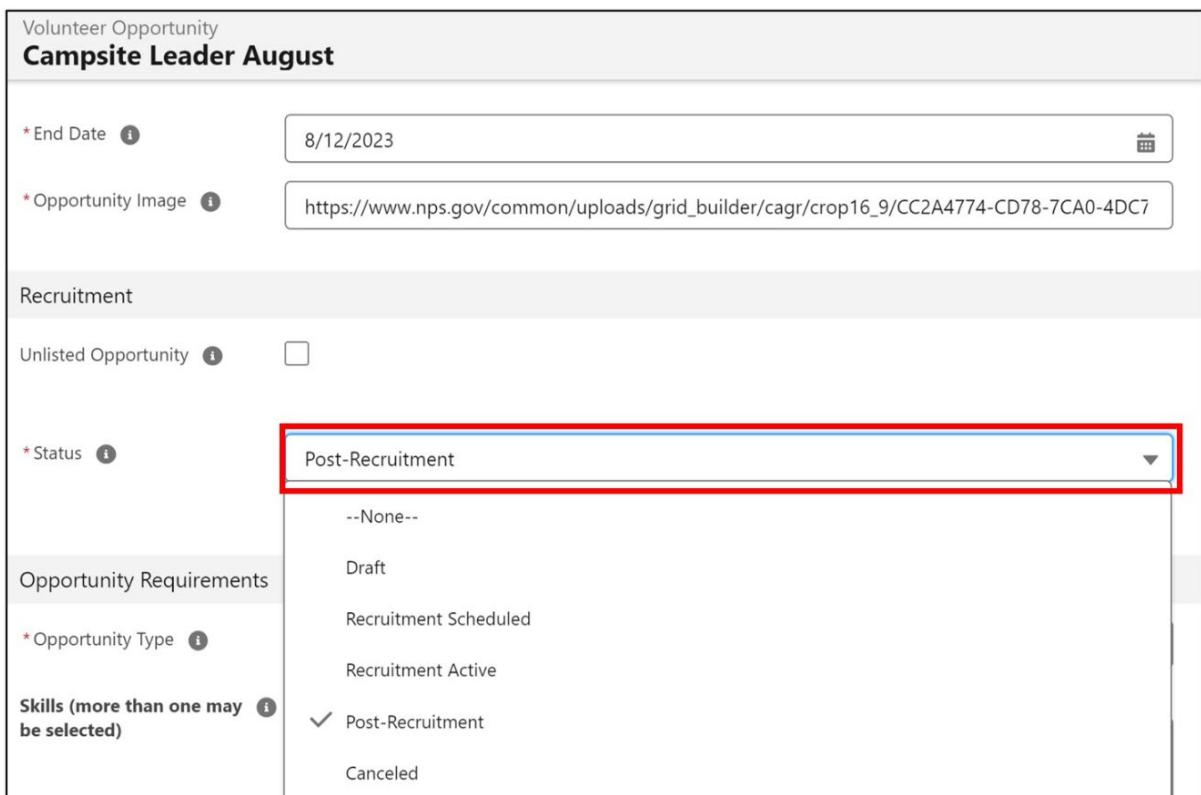 Volunteer Opportunity
Campsite Leader August
*End Date
8/12/2023
*Opportunity Image
https://www.nps.gov/common/uploads/grid_builder/cagr/crop16_9/CC2A4774-CD78-7CA0-4DC7
Recruitment
Unlisted Opportunity
*Status
Post-Recruitment
--None--
Draft
Opportunity Requirements
Recruitment Scheduled
*Opportunity Type
Recruitment Active
Skills (more than one may
be selected)
Post-Recruitment
Canceled